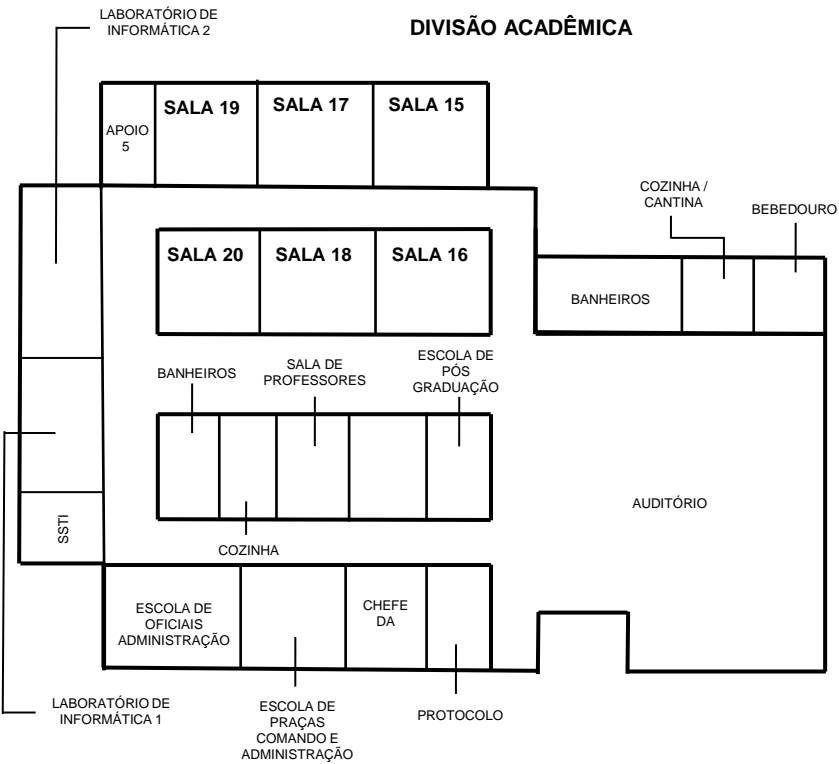 LABORATÓRIO DE
INFORMÁTICA 2
DIVISÃO ACADÊMICA
APOIO
5
SALA 19
SALA 17
SALA 15
COZINHA /
CANTINA
BEBEDOURO
SALA 20
SALA 18
SALA 16
BANHEIROS
BANHEIROS
SALA DE
PROFESSORES
ESCOLA DE
PÓS
GRADUAÇÃO
AUDITÓRIO
SSTI
COZINHA
ESCOLA DE
OFICIAIS
ADMINISTRAÇÃO
CHEFE
DA
LABORATÓRIO DE
INFORMÁTICA 1
ESCOLA DE
PRAÇAS
COMANDO E
ADMINISTRAÇÃO
PROTOCOLO